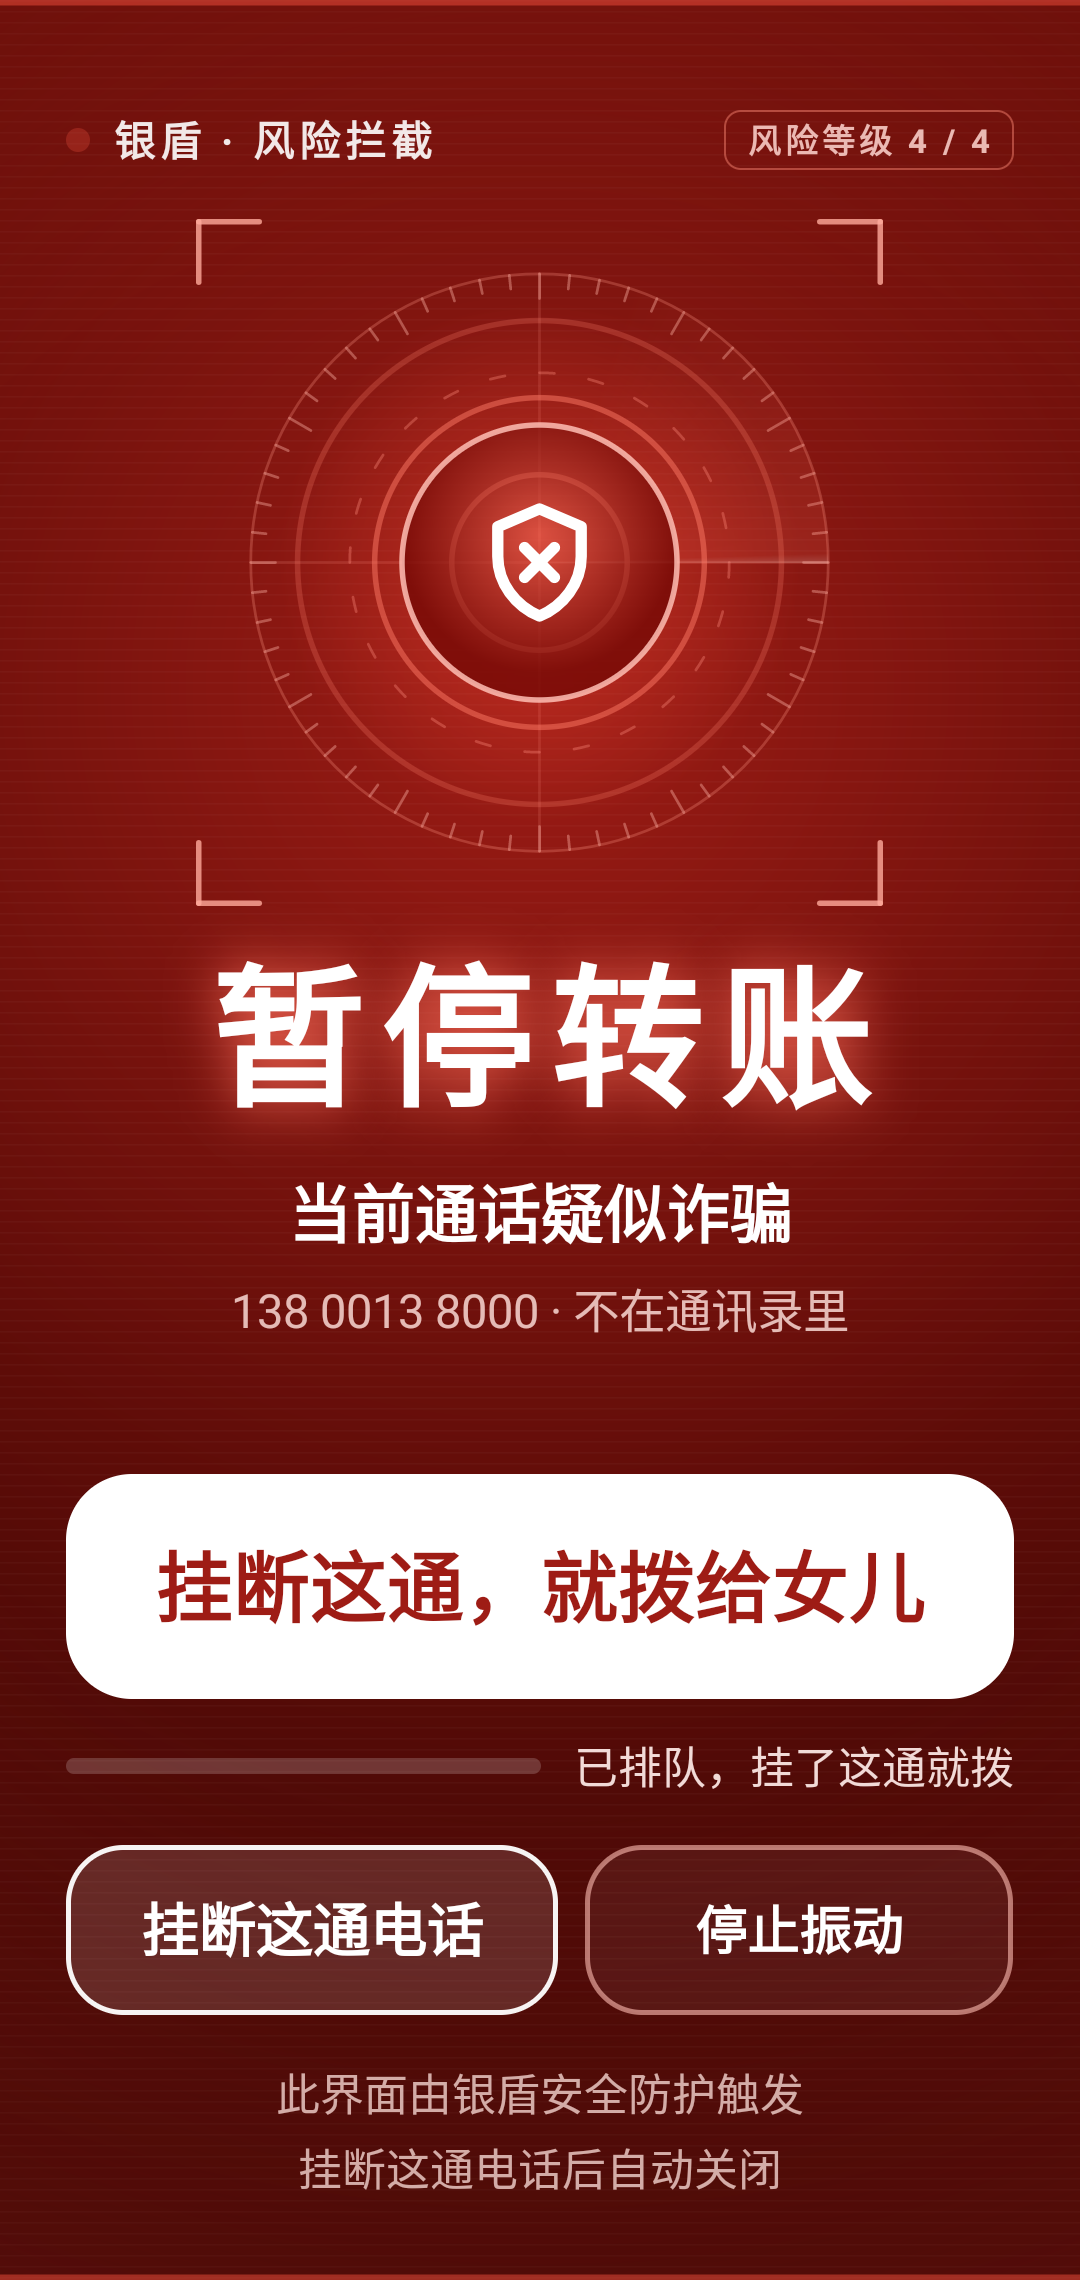 银盾 · 风险拦截
风险等级 4 / 4
暂停转账
当前通话疑似诈骗
138 0013 8000 · 不在通讯录里
挂断这通，就拨给女儿
已排队，挂了这通就拨
挂断这通电话
停止振动
此界面由银盾安全防护触发
挂断这通电话后自动关闭